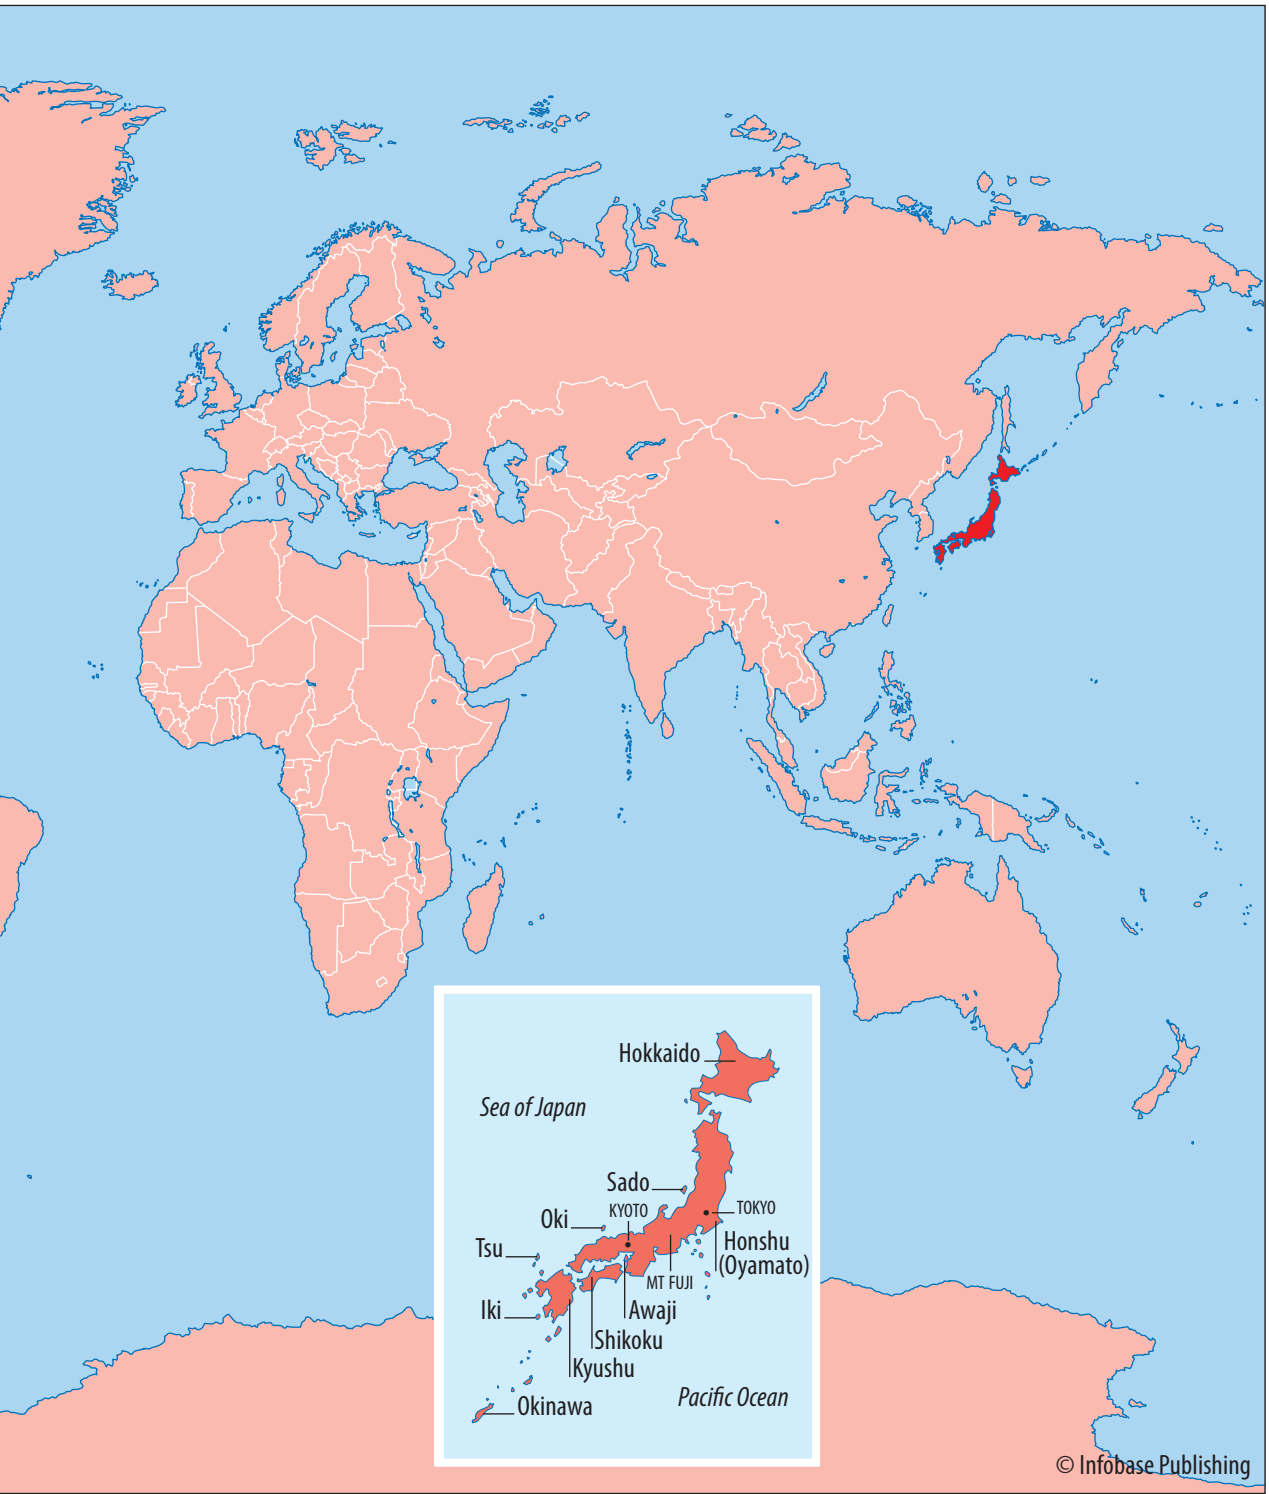 Hokkaido
Sea of Japan
Sado
KYOTO
TOKYO
Oki
Tsu
Honshu
(Oyamato)
MT FUJI
Iki
Awaji
Shikoku
Kyushu
Pacific Ocean
Okinawa
© Infobase Publishing